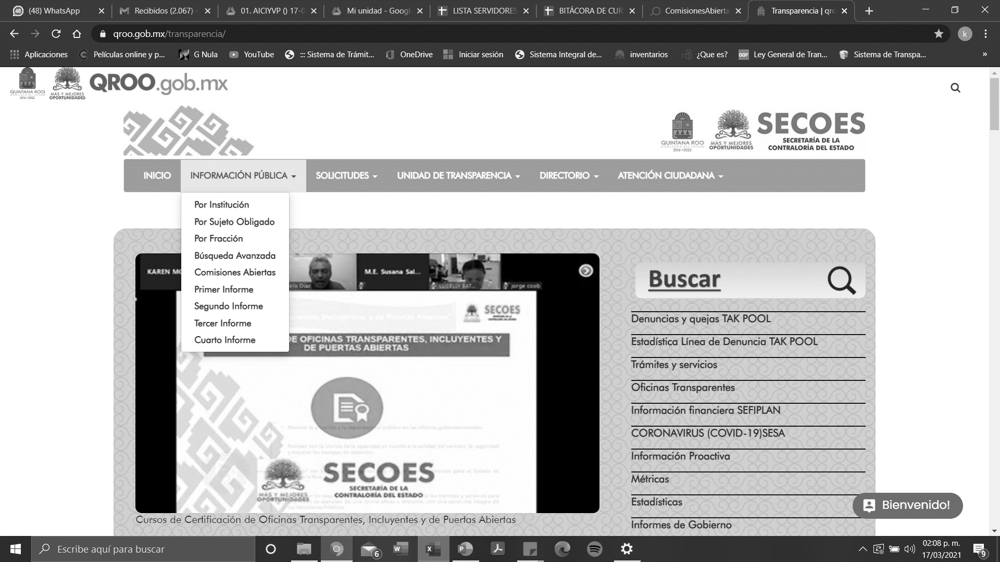 (48) WhatsApp
Recibidos (2.067) -
01. AICIYVP () 17-0
Mi unidad - Googl
LISTA SERVIDORES
BITÁCORA DE CUR
ComisionesAbierta
Transparencia | qro
qroo.gob.mx/transparencia/
k
Aplicaciones
Películas online y p...
G Nula
YouTube
::: Sistema de Trámit...
OneDrive
Iniciar sesión
Sistema Integral de...
inventarios
¿Que es?
DOF
Ley General de Tran...
Sistema de Transpa...
»
QUINTANA ROO
2016-2022
MÁS Y MEJORES
OPORTUNIDADES
QROO.gob.mx
QUINTANA ROO
GOBIERNO DEL ESTADO
2016•2022
MÁS Y MEJORES
OPORTUNIDADES
SECOES
SECRETARÍA DE LA
CONTRALORÍA DEL ESTADO
INICIO
INFORMACIÓN PÚBLICA
SOLICITUDES
UNIDAD DE TRANSPARENCIA
DIRECTORIO
ATENCIÓN CIUDADANA
Por Institución
Por Sujeto Obligado
Por Fracción
Búsqueda Avanzada
Comisiones Abiertas
Primer Informe
Segundo Informe
Tercer Informe
Cuarto Informe
KAREN MO
M.E. Susana Sal...
LUCELLY BAT...
jorge coob
SECOES
DE OFICINAS TRANSPARENTES, INCLUYENTES Y
DE PUERTAS ABIERTAS
MÁS Y MEJORES
OPORTUNIDADES
SECOES
SECRETARÍA DE LA
CONTRALORÍA DEL ESTADO
Cursos de Certificación de Oficinas Transparentes, Incluyentes y de Puertas Abiertas
Buscar
Denuncias y quejas TAK POOL
Estadística Línea de Denuncia TAK POOL
Trámites y servicios
Oficinas Transparentes
Información financiera SEFIPLAN
CORONAVIRUS (COVID-19)SESA
Información Proactiva
Métricas
Estadísticas
Informes de Gobierno
Bienvenido!
Escribe aquí para buscar
6
02:08 p. m.
17/03/2021
9